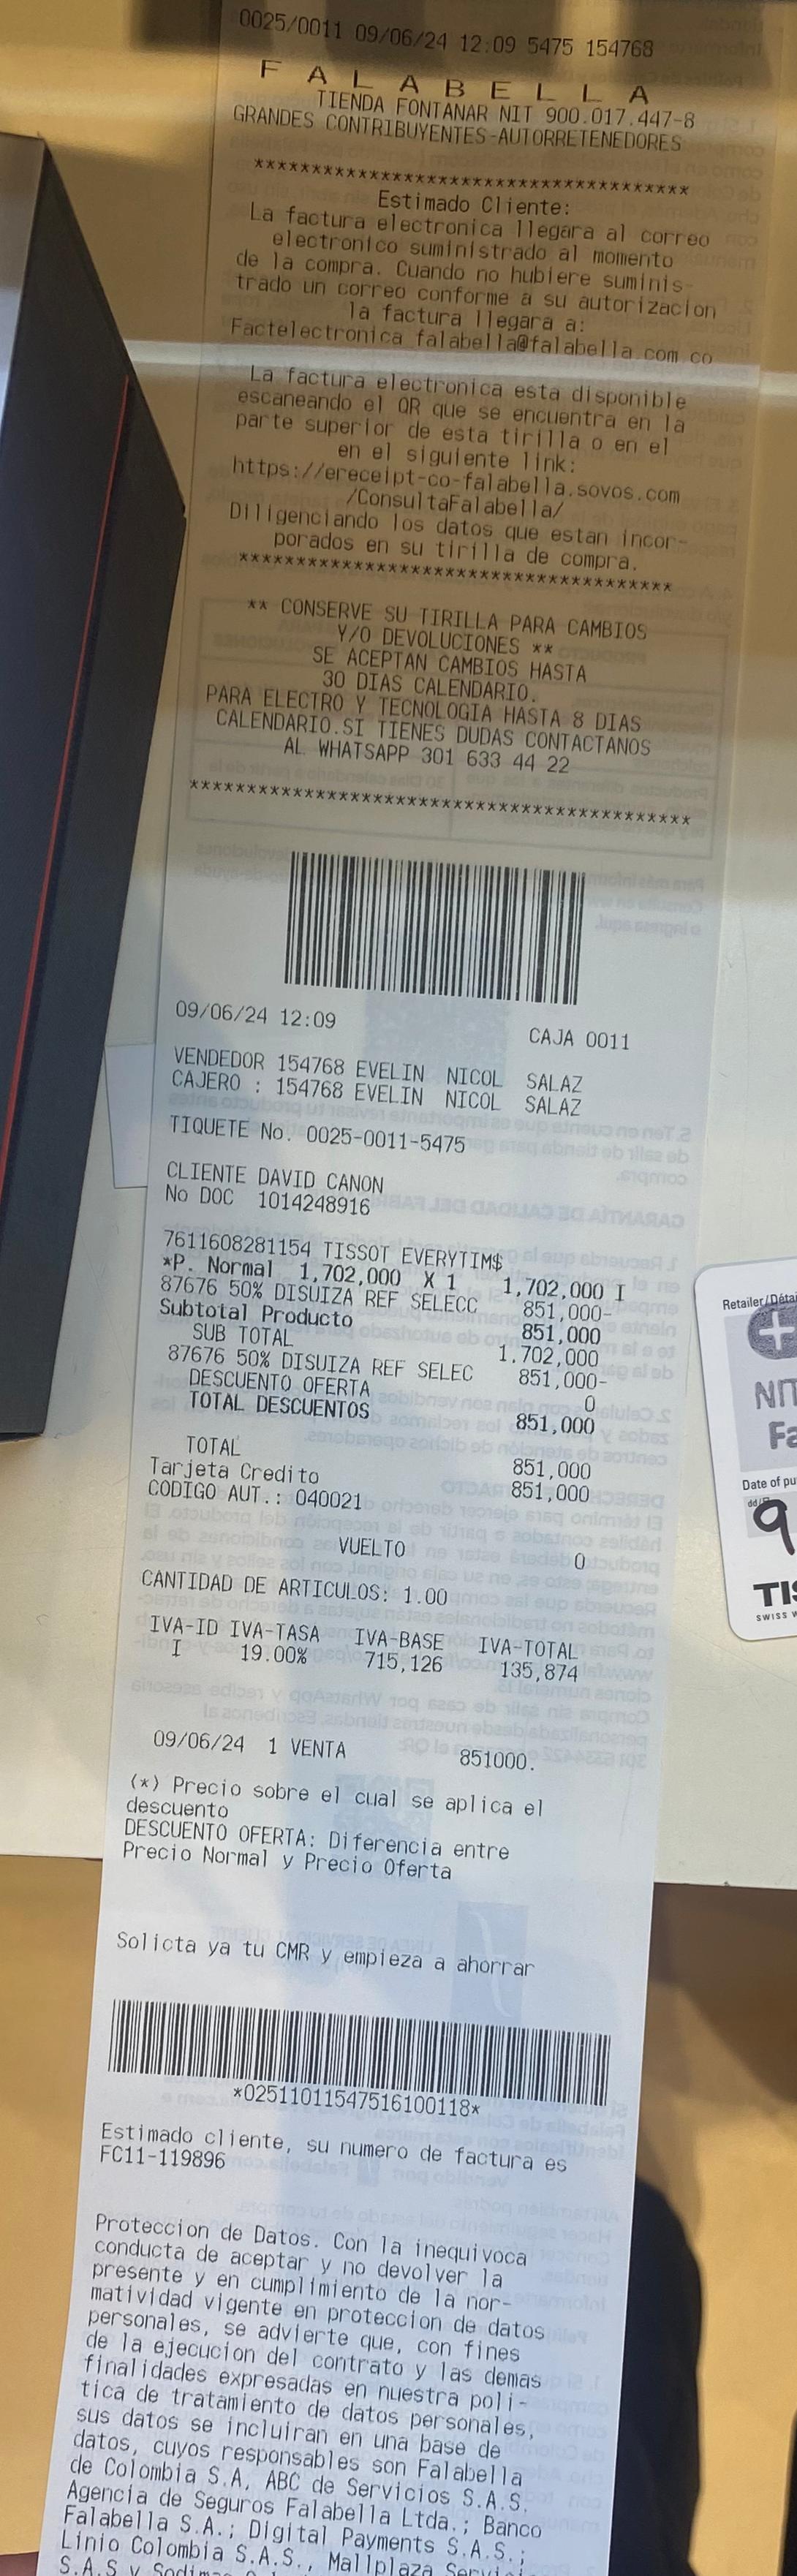 0025/0011 09/06/24 12:09 5475 154768
F A L A B E L L A
TIENDA FONTANAR NIT 900.017.447-8
GRANDES CONTRIBUYENTES-AUTORRETENEDORES
**************************************
Estimado Cliente:
La factura electronica llegara al correo
electronico suministrado al momento
de la compra. Cuando no hubiere suminis-
trado un correo conforme a su autorizacion
la factura llegara a:
Factelectronica_falabella@falabella.com.co
La factura electronica esta disponible
escaneando el QR que se encuentra en la
parte superior de esta tirilla o en el
en el siguiente link:
https://ereceipt-co-falabella.sovos.com
/ConsultaFalabella/
Diligenciando los datos que estan incor-
porados en su tirilla de compra.
**************************************
** CONSERVE SU TIRILLA PARA CAMBIOS
Y/O DEVOLUCIONES **
SE ACEPTAN CAMBIOS HASTA
30 DIAS CALENDARIO.
PARA ELECTRO Y TECNOLOGIA HASTA 8 DIAS
CALENDARIO.SI TIENES DUDAS CONTACTANOS
AL WHATSAPP 301 633 44 22
********************************************
09/06/24 12:09 CAJA 0011
VENDEDOR 154768 EVELIN NICOL SALAZ
CAJERO : 154768 EVELIN NICOL SALAZ
TIQUETE No. 0025-0011-5475
CLIENTE DAVID CANON
No DOC 1014248916
7611608281154 TISSOT EVERYTIM$
*P. Normal 1,702,000 X 1 1,702,000 I
87676 50% DISUIZA REF SELECC 851,000-
Subtotal Producto 851,000
SUB TOTAL 1,702,000
87676 50% DISUIZA REF SELEC 851,000-
DESCUENTO OFERTA 0
TOTAL DESCUENTOS 851,000
TOTAL 851,000
Tarjeta Credito 851,000
CODIGO AUT.: 040021
VUELTO 0
CANTIDAD DE ARTICULOS: 1.00
IVA-ID IVA-TASA IVA-BASE IVA-TOTAL
I 19.00% 715,126 135,874
09/06/24 1 VENTA 851000.
(*) Precio sobre el cual se aplica el
descuento
DESCUENTO OFERTA: Diferencia entre
Precio Normal y Precio Oferta
Solicta ya tu CMR y empieza a ahorrar
*02511011547516100118*
Estimado cliente, su numero de factura es
FC11-119896
Proteccion de Datos. Con la inequivoca
conducta de aceptar y no devolver la
presente y en cumplimiento de la nor-
matividad vigente en proteccion de datos
personales, se advierte que, con fines
de la ejecucion del contrato y las demas
finalidades expresadas en nuestra poli-
tica de tratamiento de datos personales,
sus datos se incluiran en una base de
datos, cuyos responsables son Falabella
de Colombia S.A, ABC de Servicios S.A.S.
Agencia de Seguros Falabella Ltda.; Banco
Falabella S.A.; Digital Payments S.A.S.;
Linio Colombia S.A.S., Mallplaza
S.A.S y
Retailer/
NIT
Fa
Date of pu
dd/
9
TIS
SWISS W